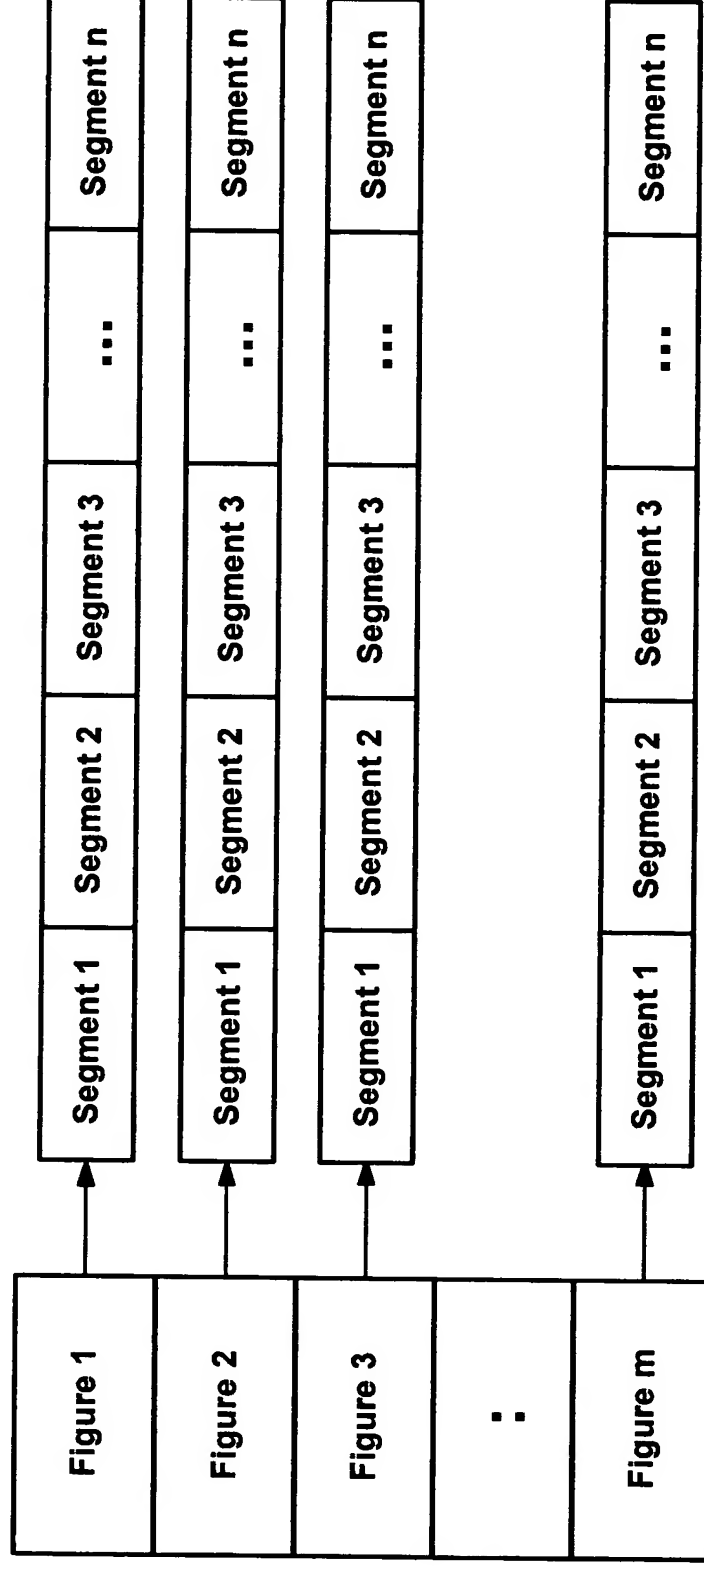 Figure 1
Segment 1
Segment 2
Segment 3
...
Segment n
Figure 2
Segment 1
Segment 2
Segment 3
...
Segment n
Figure 3
Segment 1
Segment 2
Segment 3
...
Segment n
:
Figure m
Segment 1
Segment 2
Segment 3
...
Segment n